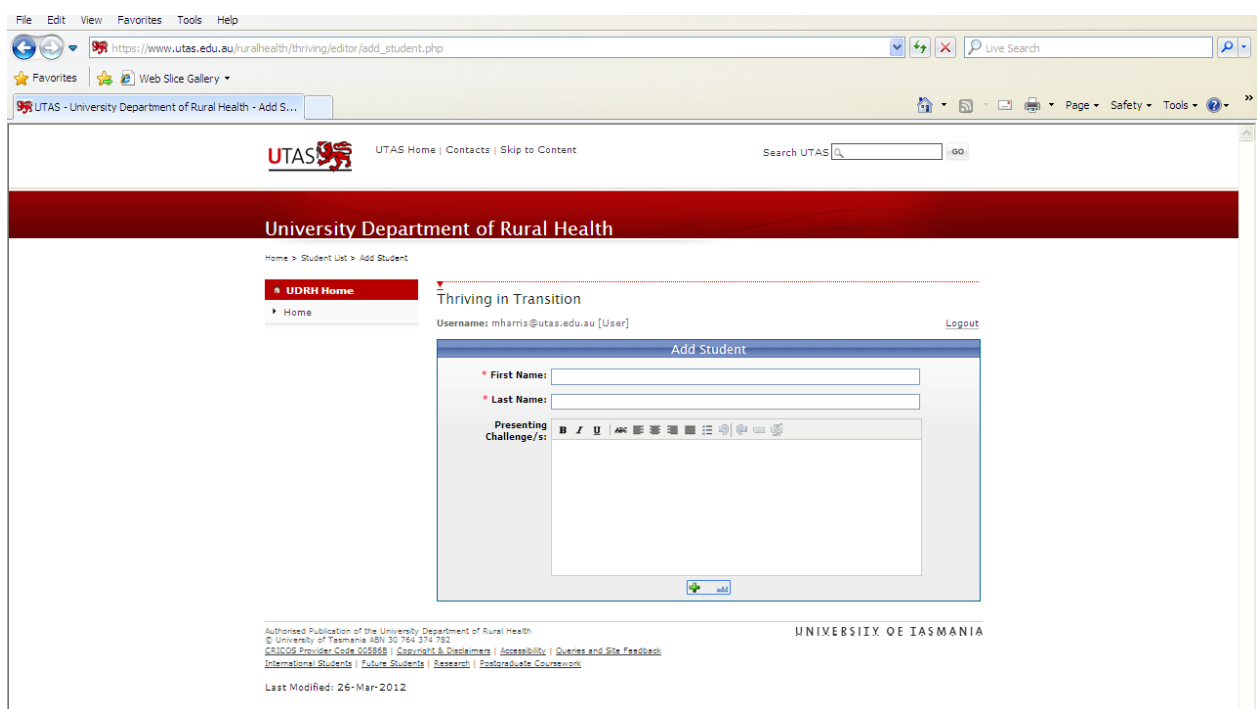 File Edit View Favorites Tools Help
https://www.utas.edu.au/ruralhealth/thriving/editor/add_student.php
Live Search
Favorites Web Slice Gallery
UTAS - University Department of Rural Health - Add S...
Page Safety Tools
UTAS
UTAS Home | Contacts | Skip to Content
Search UTAS
GO
University Department of Rural Health
Home > Student List > Add Student
UDRH Home
Home
Thriving in Transition
Username: mharris@utas.edu.au [User]
Logout
Add Student
* First Name:
* Last Name:
Presenting
Challenge/s:
B I U ABC
add
Authorised Publication of the University Department of Rural Health
© University of Tasmania ABN 30 764 374 782
CRICOS Provider Code 00586B | Copyright & Disclaimers | Accessibility | Queries and Site Feedback
International Students | Future Students | Research | Postgraduate Coursework
UNIVERSITY OF TASMANIA
Last Modified: 26-Mar-2012